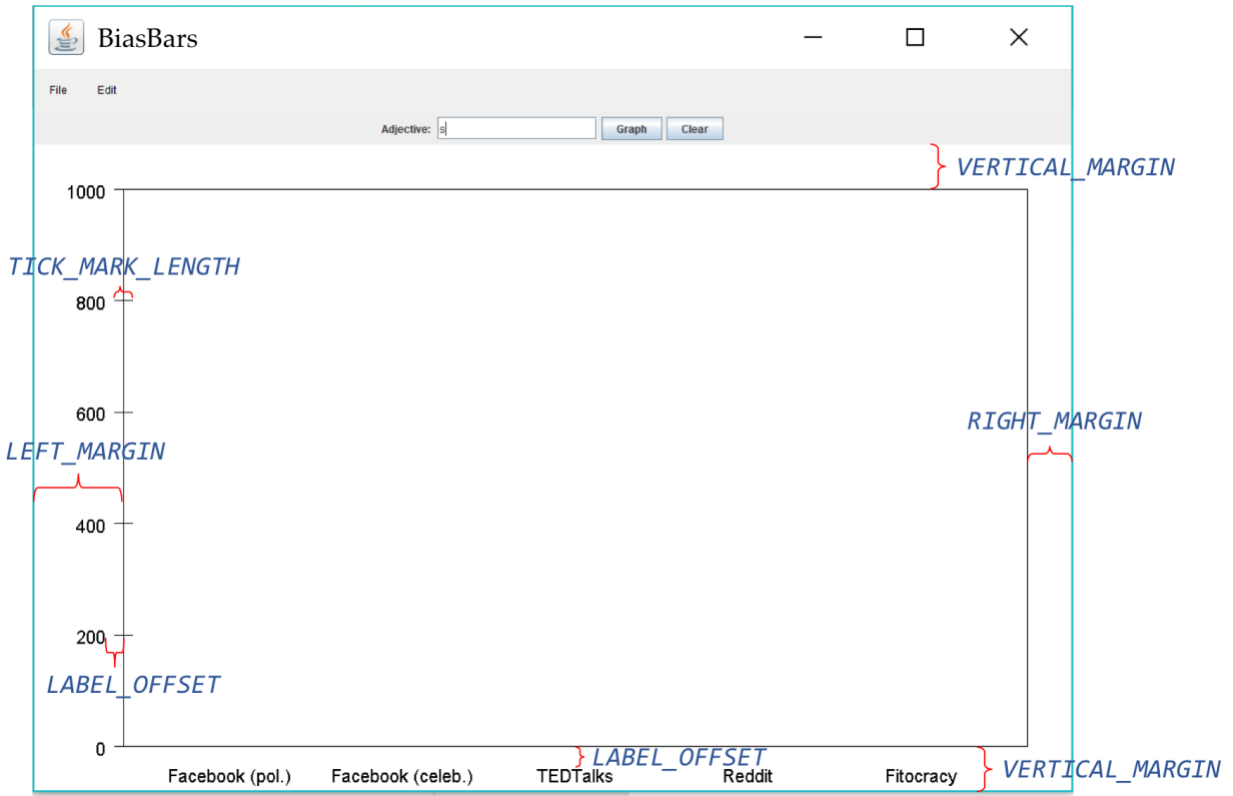 BiasBars
File Edit
Adjective: s Graph Clear
VERTICAL_MARGIN
1000
TICK_MARK_LENGTH
800
600
RIGHT_MARGIN
LEFT_MARGIN
400
200
LABEL_OFFSET
0
LABEL_OFFSET
VERTICAL_MARGIN
Facebook (pol.) Facebook (celeb.) TEDTalks Reddit Fitocracy